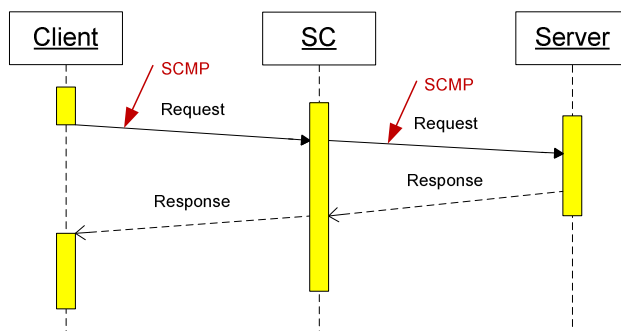 Client
SC
Server
SCMP
SCMP
Request
Request
Response
Response